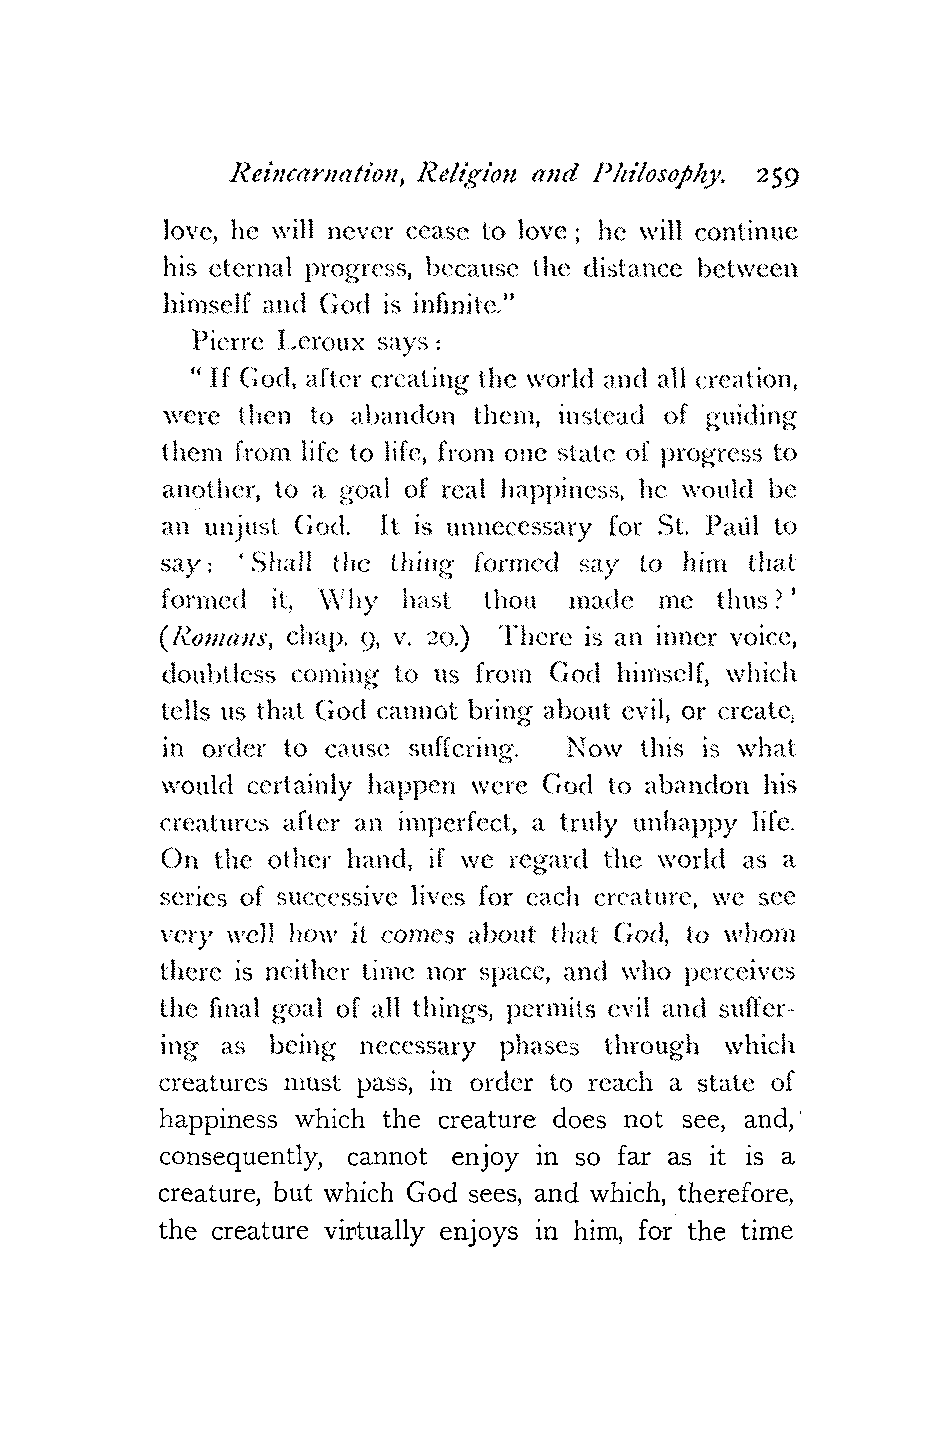 Reincarnation, Religion and Philosophy. 259
love, he will never cease to love; he will continue
his eternal progress, because the distance between
himself and God is infinite."
Pierre Leroux says:
"If God, after creating the world and all creation,
were then to abandon them, instead of guiding
them from life to life, from one state of progress to
another, to a goal of real happiness, he would be
an unjust God. It is unnecessary for St. Paul to
say: 'Shall the thing formed say to him that
formed it, Why hast thou made me thus?'
(Romans, chap. 9, v. 20.) There is an inner voice,
doubtless coming to us from God himself, which
tells us that God cannot bring about evil, or create,
in order to cause suffering. Now this is what
would certainly happen were God to abandon his
creatures after an imperfect, a truly unhappy life.
On the other hand, if we regard the world as a
series of successive lives for each creature, we see
very well how it comes about that God, to whom
there is neither time nor space, and who perceives
the final goal of all things, permits evil and suffer-
ing as being necessary phases through which
creatures must pass, in order to reach a state of
happiness which the creature does not see, and,
consequently, cannot enjoy in so far as it is a
creature, but which God sees, and which, therefore,
the creature virtually enjoys in him, for the time